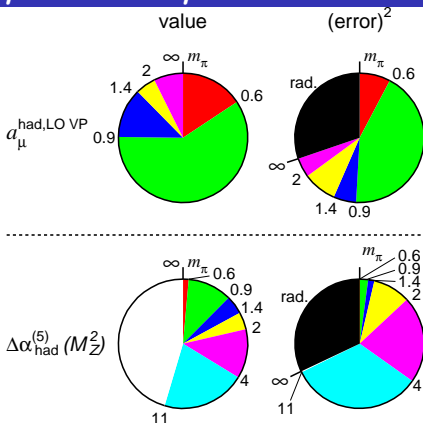 value (error)²
∞ mπ
2
1.4
0.6
0.9
aμ^had,LO VP
mπ
0.6
rad.
∞
2
1.4
0.9
∞ mπ
0.6
0.9
1.4
2
4
11
Δα_had^(5) (M_Z^2)
mπ
0.6
0.9
1.4
2
rad.
∞
11
4